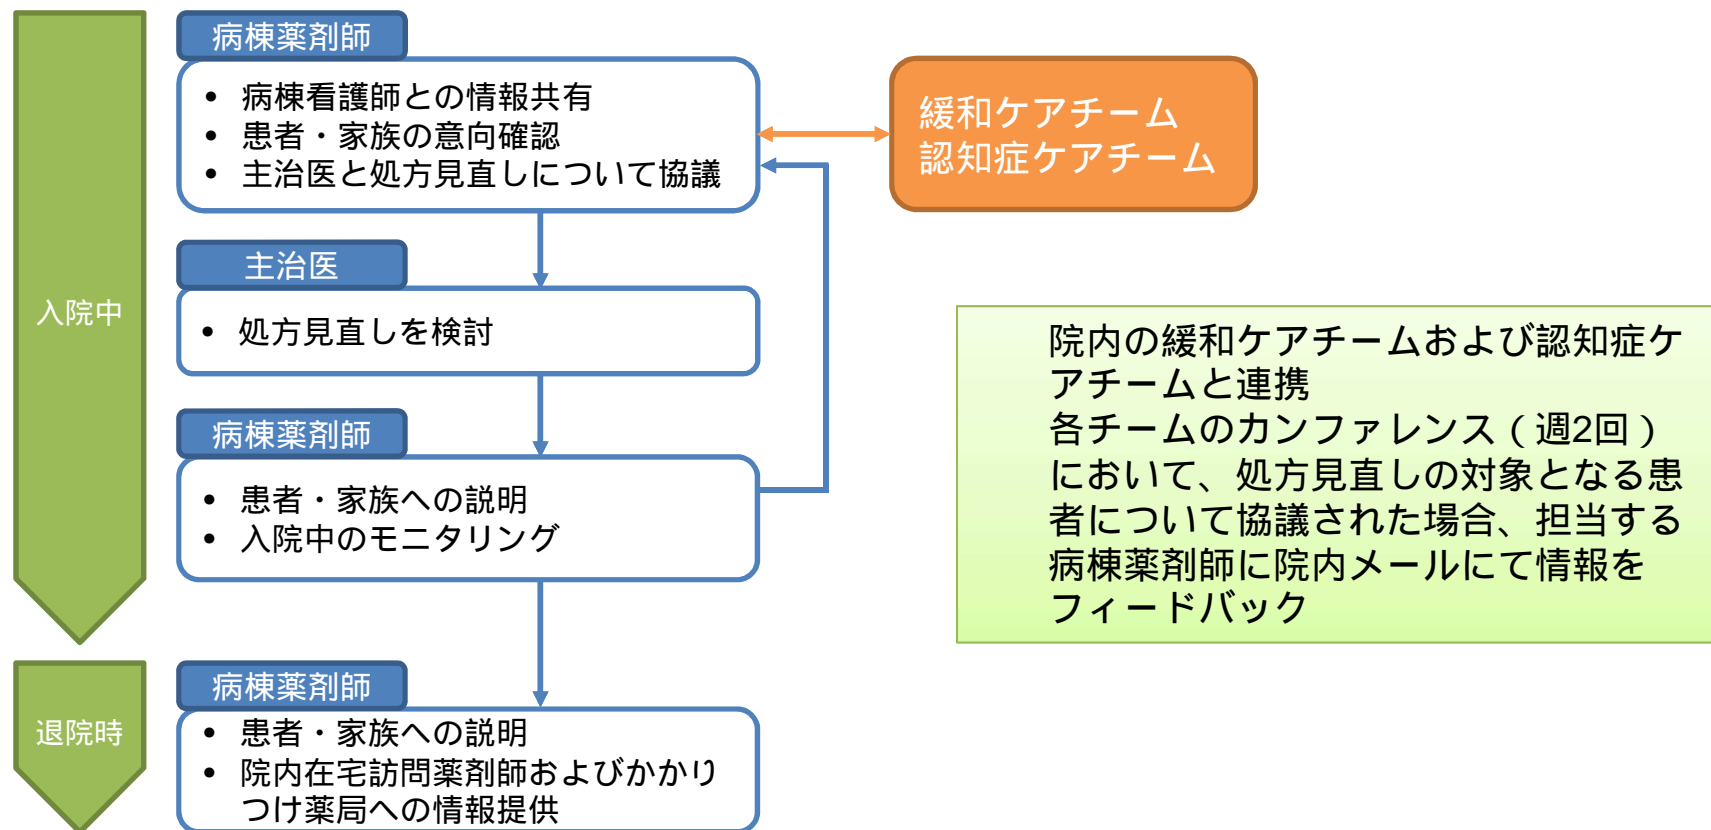 病棟薬剤師
• 病棟看護師との情報共有
• 患者・家族の意向確認
• 主治医と処方見直しについて協議
緩和ケアチーム
認知症ケアチーム
主治医
• 処方見直しを検討
入院中
病棟薬剤師
• 患者・家族への説明
• 入院中のモニタリング
院内の緩和ケアチームおよび認知症ケ
アチームと連携
各チームのカンファレンス（週2回）
において、処方見直しの対象となる患
者について協議された場合、担当する
病棟薬剤師に院内メールにて情報を
フィードバック
退院時
病棟薬剤師
• 患者・家族への説明
• 院内在宅訪問薬剤師およびかかり
つけ薬局への情報提供